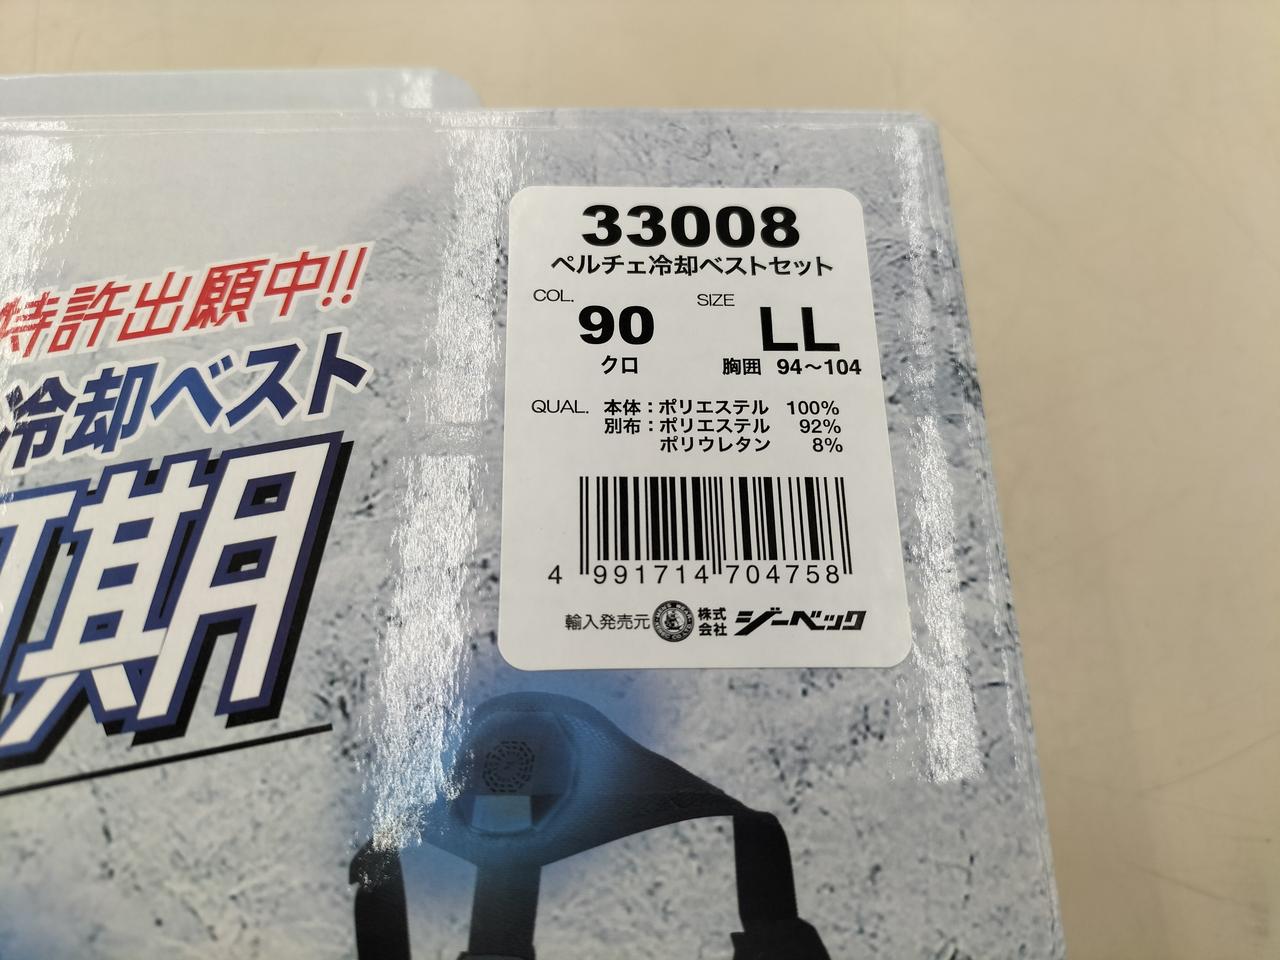 特許出願中!!
冷却ベスト
期
33008
ペルチェ冷却ベストセット
COL. SIZE
90 LL
クロ 胸囲 94～104
QUAL. 本体：ポリエステル 100%
別布：ポリエステル 92%
ポリウレタン 8%
4 991714 704758
輸入発売元 株式会社 ジーベック